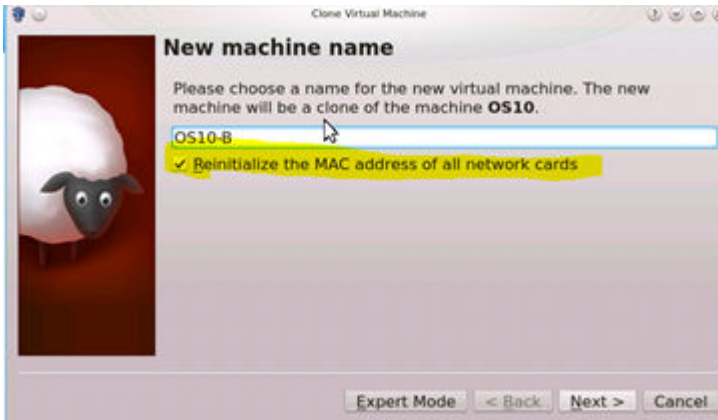 Clone Virtual Machine
New machine name
Please choose a name for the new virtual machine. The new
machine will be a clone of the machine OS10.
OS10-B
Reinitialize the MAC address of all network cards
Expert Mode < Back Next > Cancel